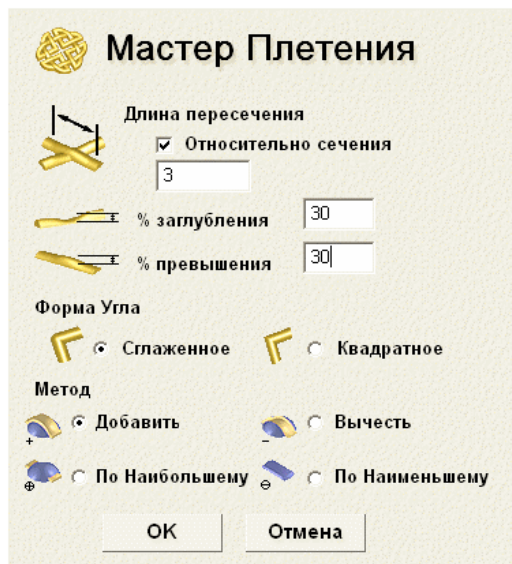 Мастер Плетения
Длина пересечения
Относительно сечения
3
% заглубления 30
% превышения 30
Форма Угла
Сглаженное Квадратное
Метод
Добавить Вычесть
По Наибольшему По Наименьшему
OK Отмена